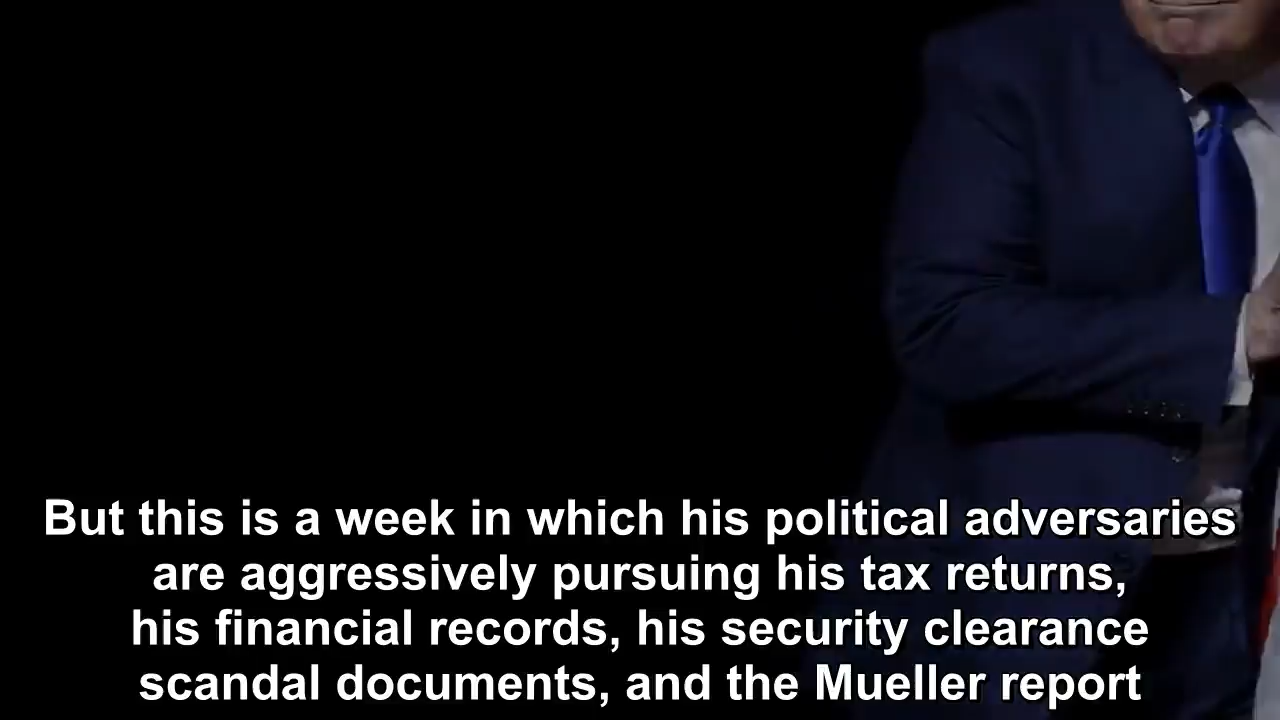 But this is a week in which his political adversaries
are aggressively pursuing his tax returns,
his financial records, his security clearance
scandal documents, and the Mueller report